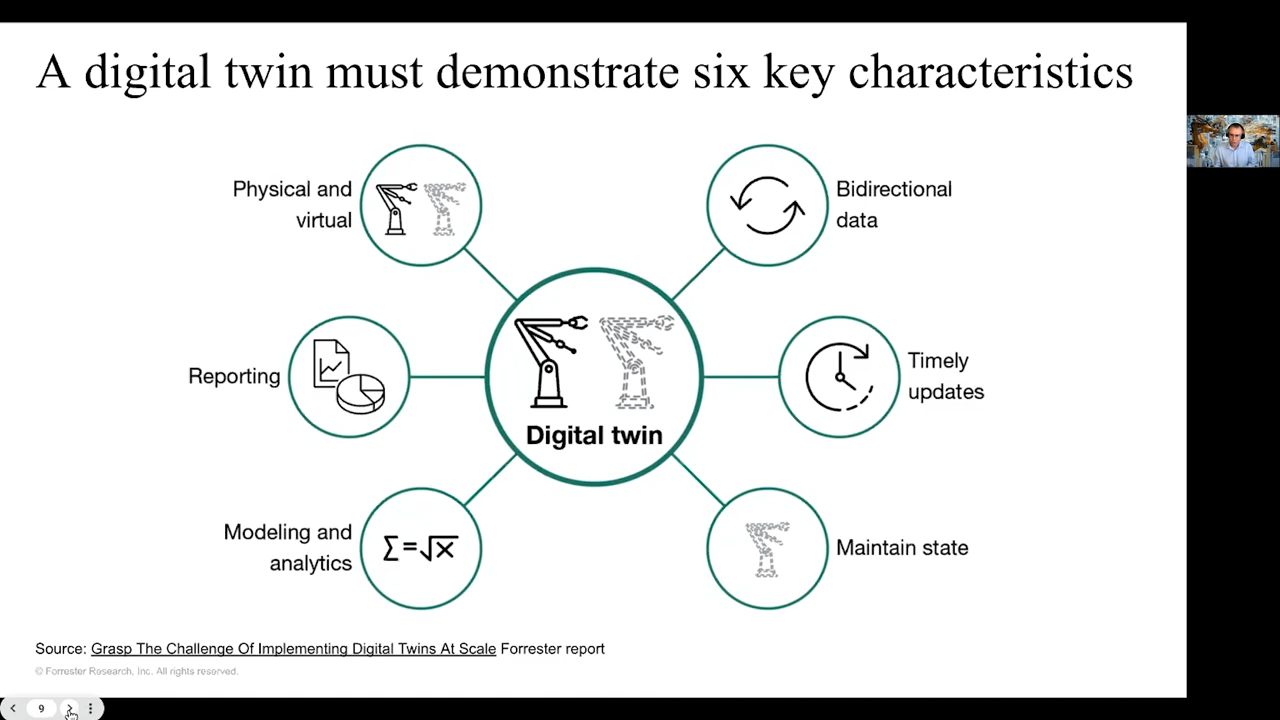 A digital twin must demonstrate six key characteristics
Physical and
virtual
Bidirectional
data
Reporting
Timely
updates
Digital twin
Modeling and
analytics
Σ=√x
Maintain state
Source: Grasp The Challenge Of Implementing Digital Twins At Scale Forrester report
© Forrester Research, Inc. All rights reserved.
9